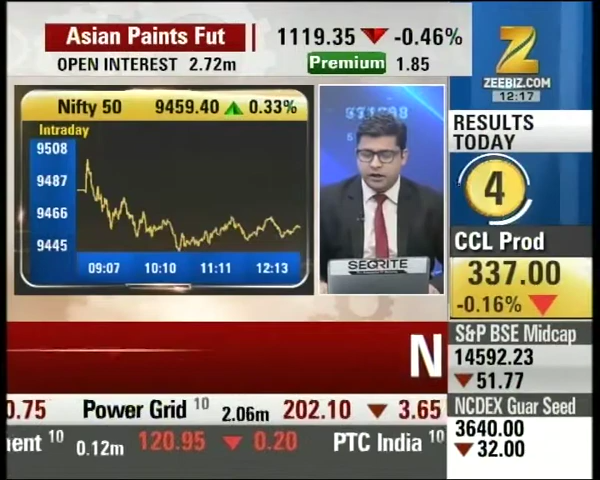 Asian Paints Fut
OPEN INTEREST 2.72m
1119.35 -0.46%
Premium 1.85
Z
ZEEBIZ.COM
12:17
Nifty 50 9459.40 0.33%
Intraday
9508
9487
9466
9445
09:07 10:10 11:11 12:13
SEQRITE
RESULTS
TODAY
4
CCL Prod
337.00
-0.16%
S&P BSE Midcap
14592.23
51.77
NCDEX Guar Seed
3640.00
32.00
N
0.75 Power Grid 10 2.06m 202.10 3.65
ent 10 0.12m 120.95 0.20 PTC India 10